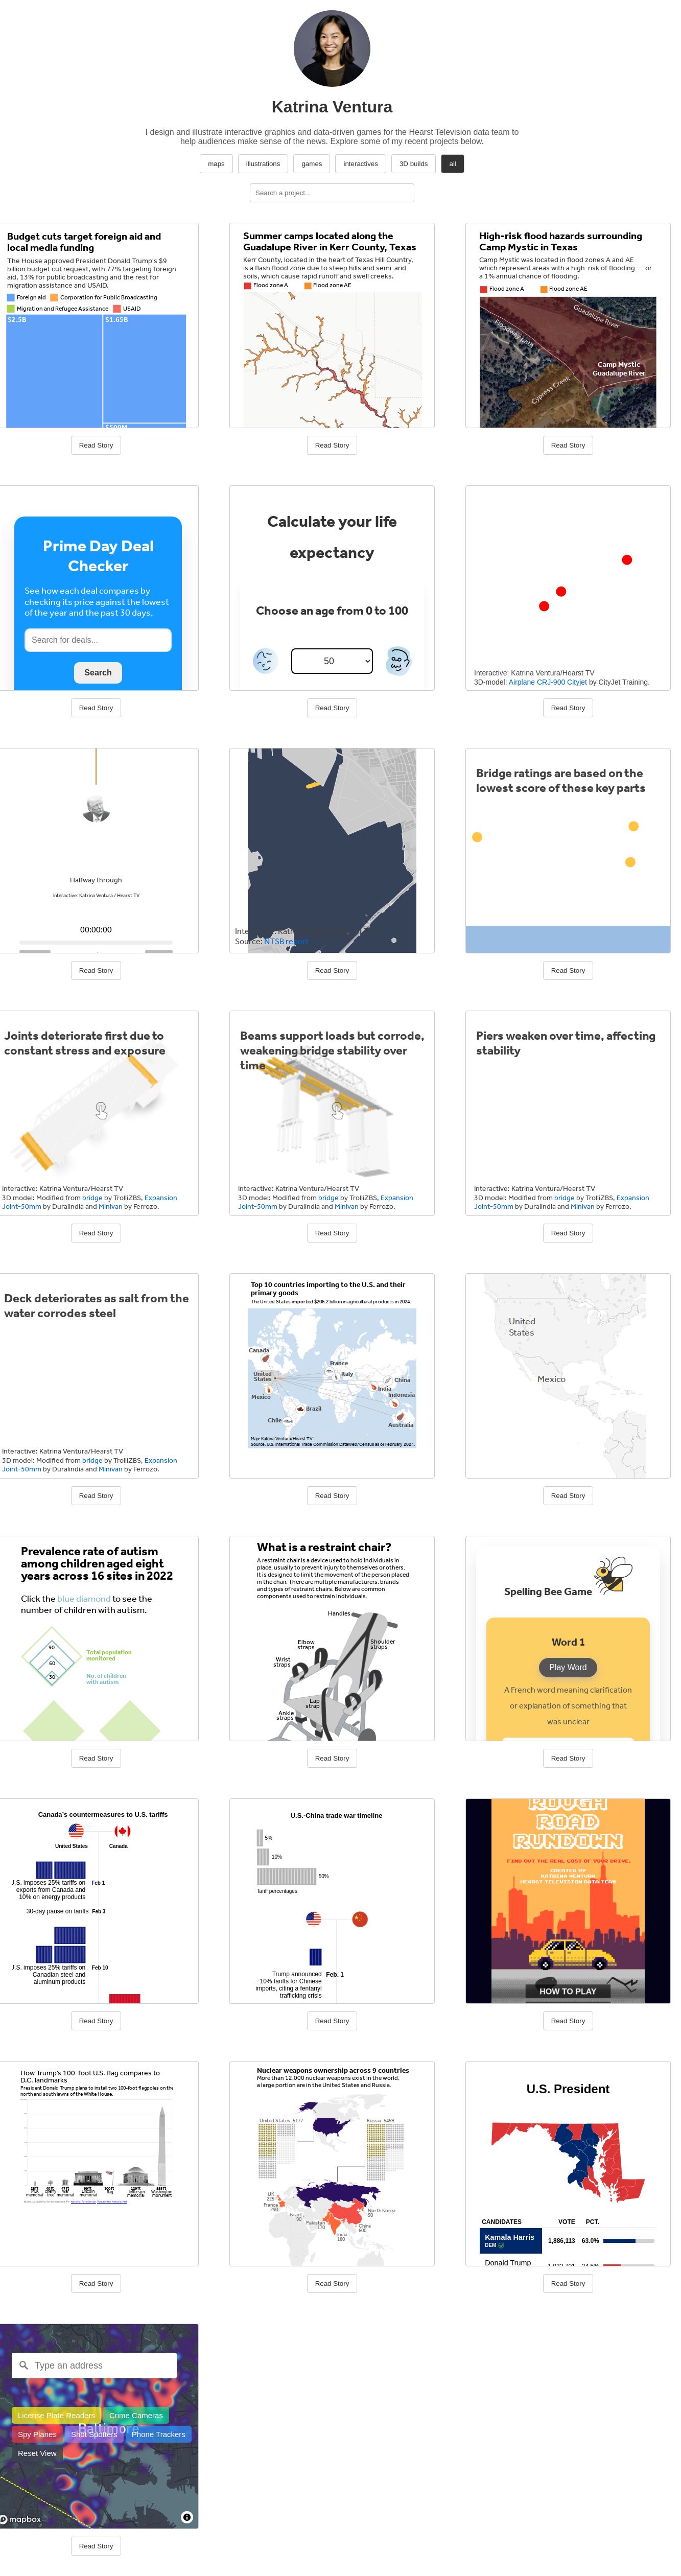 Katrina Ventura
I design and illustrate interactive graphics and data-driven games for the Hearst Television data team to
help audiences make sense of the news. Explore some of my recent projects below.
maps
illustrations
games
interactives
3D builds
all
Search a project...
Budget cuts target foreign aid and
local media funding
The House approved President Donald Trump's $9
billion budget cut request, with 77% targeting foreign
aid, 13% for public broadcasting and the rest for
migration assistance and USAID.
Foreign aid
Corporation for Public Broadcasting
Migration and Refugee Assistance
USAID
$2.5B
$1.65B
$500M
Read Story
Summer camps located along the
Guadalupe River in Kerr County, Texas
Kerr County, located in the heart of Texas Hill Country,
is a flash flood zone due to steep hills and semi-arid
soils, which cause rapid runoff and swell creeks.
Flood zone A
Flood zone AE
Read Story
High-risk flood hazards surrounding
Camp Mystic in Texas
Camp Mystic was located in flood zones A and AE
which represent areas with a high-risk of flooding — or
a 1% annual chance of flooding.
Flood zone A
Flood zone AE
Floodway data
Guadalupe River
Camp Mystic
Guadalupe River
Cypress Creek
Read Story
Prime Day Deal
Checker
See how each deal compares by
checking its price against the lowest
of the year and the past 30 days.
Search for deals...
Search
Read Story
Calculate your life
expectancy
Choose an age from 0 to 100
50
Read Story
Interactive: Katrina Ventura/Hearst TV
3D-model: Airplane CRJ-900 Cityjet by CityJet Training.
Read Story
Halfway through
Interactive: Katrina Ventura / Hearst TV
00:00:00
Read Story
Source: NTSB report
Read Story
Bridge ratings are based on the
lowest score of these key parts
Read Story
Joints deteriorate first due to
constant stress and exposure
Interactive: Katrina Ventura/Hearst TV
3D model: Modified from bridge by TrolliZBS, Expansion
Joint-50mm by Duralindia and Minivan by Ferrozo.
Read Story
Beams support loads but corrode,
weakening bridge stability over
time
Interactive: Katrina Ventura/Hearst TV
3D model: Modified from bridge by TrolliZBS, Expansion
Joint-50mm by Duralindia and Minivan by Ferrozo.
Read Story
Piers weaken over time, affecting
stability
Interactive: Katrina Ventura/Hearst TV
3D model: Modified from bridge by TrolliZBS, Expansion
Joint-50mm by Duralindia and Minivan by Ferrozo.
Read Story
Deck deteriorates as salt from the
water corrodes steel
Interactive: Katrina Ventura/Hearst TV
3D model: Modified from bridge by TrolliZBS, Expansion
Joint-50mm by Duralindia and Minivan by Ferrozo.
Read Story
Top 10 countries importing to the U.S. and their
primary goods
The United States imported $206.2 billion in agricultural products in 2024.
Canada
United
States
Mexico
France
Italy
China
India
Indonesia
Brazil
Chile
Australia
Map: Katrina Ventura/Hearst TV
Source: U.S. International Trade Commission DataWeb/Census as of February 2024.
Read Story
United
States
Mexico
Read Story
Prevalence rate of autism
among children aged eight
years across 16 sites in 2022
Click the blue diamond to see the
number of children with autism.
90
60
30
Total population
monitored
No. of children
with autism
Read Story
What is a restraint chair?
A restraint chair is a device used to hold individuals in
place, usually to prevent injury to themselves or others.
It is designed to limit the movement of the person placed
in the chair. There are multiple manufacturers, brands
and types of restraint chairs. Below are common
components used to restrain individuals.
Handles
Elbow
straps
Shoulder
straps
Wrist
straps
Lap
strap
Ankle
straps
Read Story
Spelling Bee Game
Word 1
Play Word
A French word meaning clarification
or explanation of something that
was unclear
Read Story
Canada's countermeasures to U.S. tariffs
United States
Canada
J.S. imposes 25% tariffs on
exports from Canada and
10% on energy products
Feb 1
30-day pause on tariffs
Feb 3
J.S. imposes 25% tariffs on
Canadian steel and
aluminum products
Feb 10
Read Story
U.S.-China trade war timeline
5%
10%
50%
Tariff percentages
Trump announced
10% tariffs for Chinese
imports, citing a fentanyl
trafficking crisis
Feb. 1
Read Story
ROUGH
ROAD
RUNDOWN
FIND OUT THE REAL COST OF YOUR DRIVE.
CREATED BY
KATRINA VENTURA,
HEARST TELEVISION DATA TEAM
HOW TO PLAY
Read Story
How Trump's 100-foot U.S. flag compares to
D.C. landmarks
President Donald Trump plans to install two 100-foot flagpoles on the
north and south lawns of the White House.
Read Story
Nuclear weapons ownership across 9 countries
More than 12,000 nuclear weapons exist in the world,
a large portion are in the United States and Russia.
United States: 5177
Russia: 5459
UK
225
France
290
Israel
90
Pakistan
170
India
180
China
600
North Korea
50
Read Story
U.S. President
CANDIDATES
VOTE
PCT.
Kamala Harris
DEM
1,886,113
63.0%
Donald Trump
Read Story
Type an address
License Plate Readers
Crime Cameras
Baltimore
Spy Planes
Shot Spotters
Phone Trackers
Reset View
mapbox
Read Story